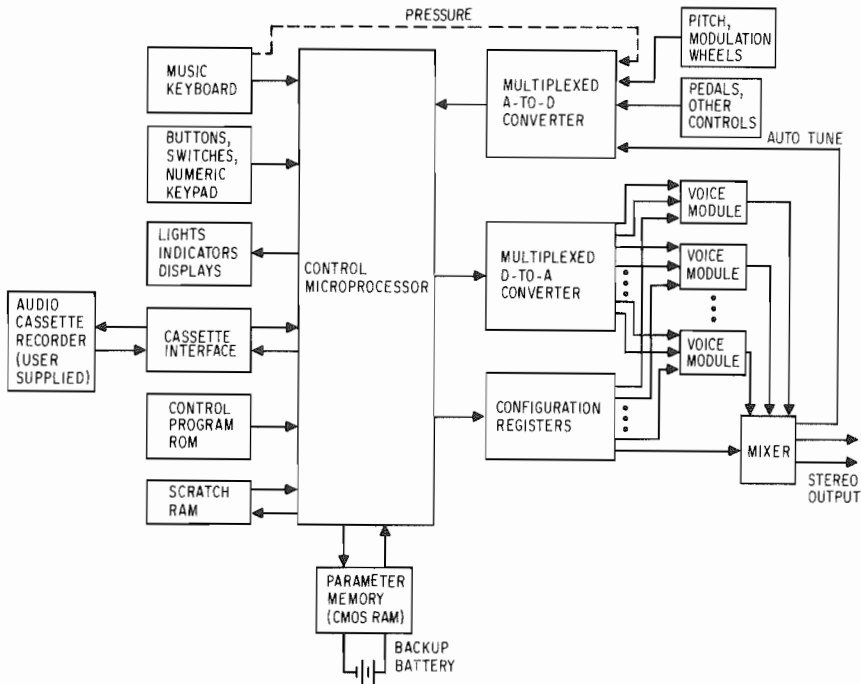 PRESSURE
MUSIC
KEYBOARD
BUTTONS,
SWITCHES,
NUMERIC
KEYPAD
LIGHTS
INDICATORS
DISPLAYS
AUDIO
CASSETTE
RECORDER
(USER
SUPPLIED)
CASSETTE
INTERFACE
CONTROL
PROGRAM
ROM
SCRATCH
RAM
CONTROL
MICROPROCESSOR
PARAMETER
MEMORY
(CMOS RAM)
BACKUP
BATTERY
MULTIPLEXED
A-TO-D
CONVERTER
PITCH,
MODULATION
WHEELS
PEDALS,
OTHER
CONTROLS
AUTO TUNE
MULTIPLEXED
D-TO-A
CONVERTER
VOICE
MODULE
VOICE
MODULE
VOICE
MODULE
CONFIGURATION
REGISTERS
MIXER
STEREO
OUTPUT